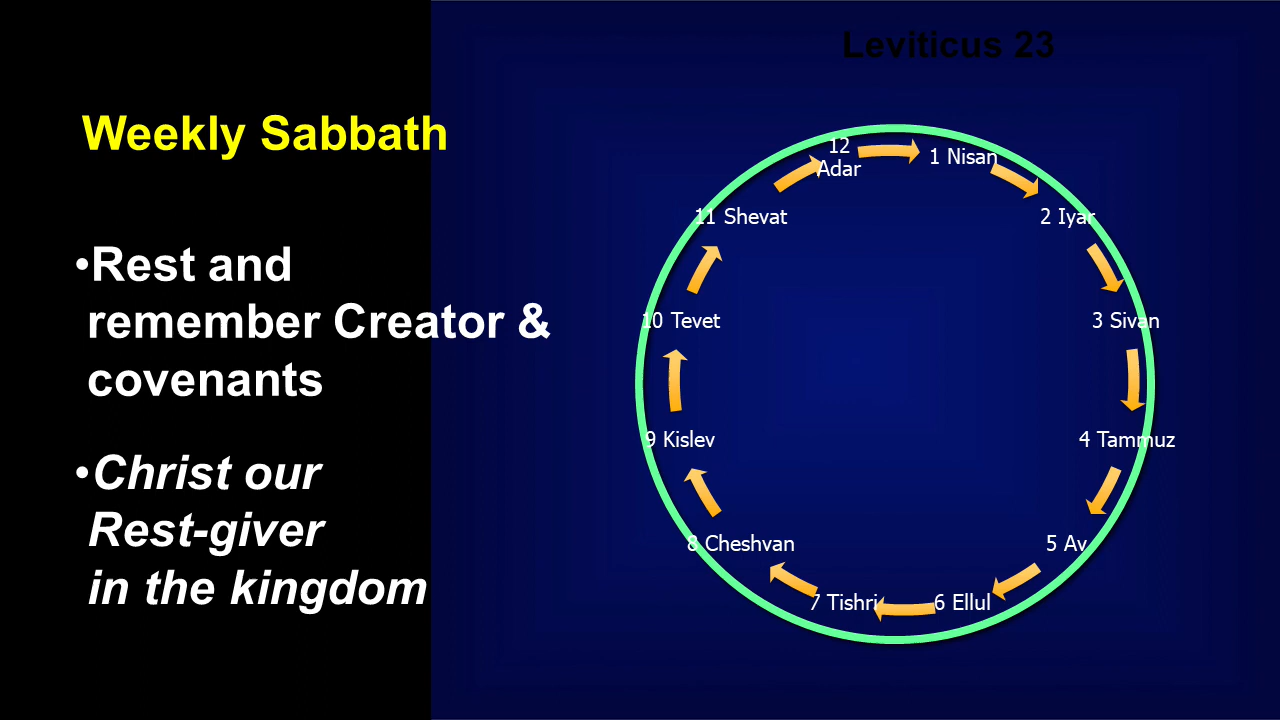 Leviticus 23
Weekly Sabbath
•Rest and
remember Creator &
covenants
•Christ our
Rest-giver
in the kingdom
12
Adar
1 Nisan
2 Iyar
3 Sivan
4 Tammuz
5 Av
6 Ellul
7 Tishri
8 Cheshvan
9 Kislev
10 Tevet
11 Shevat